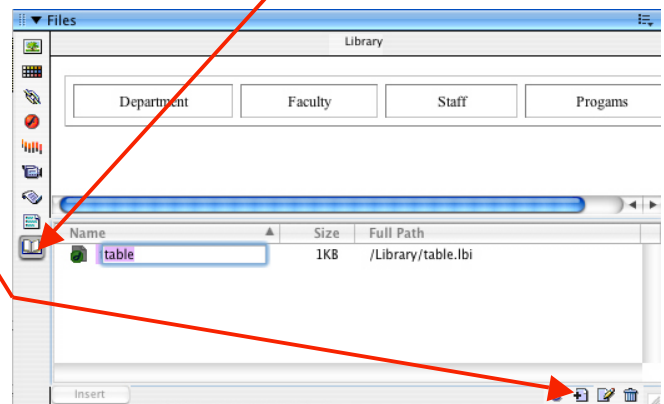 Files
Library
Department Faculty Staff Progams
Name Size Full Path
table 1KB /Library/table.lbi
Insert